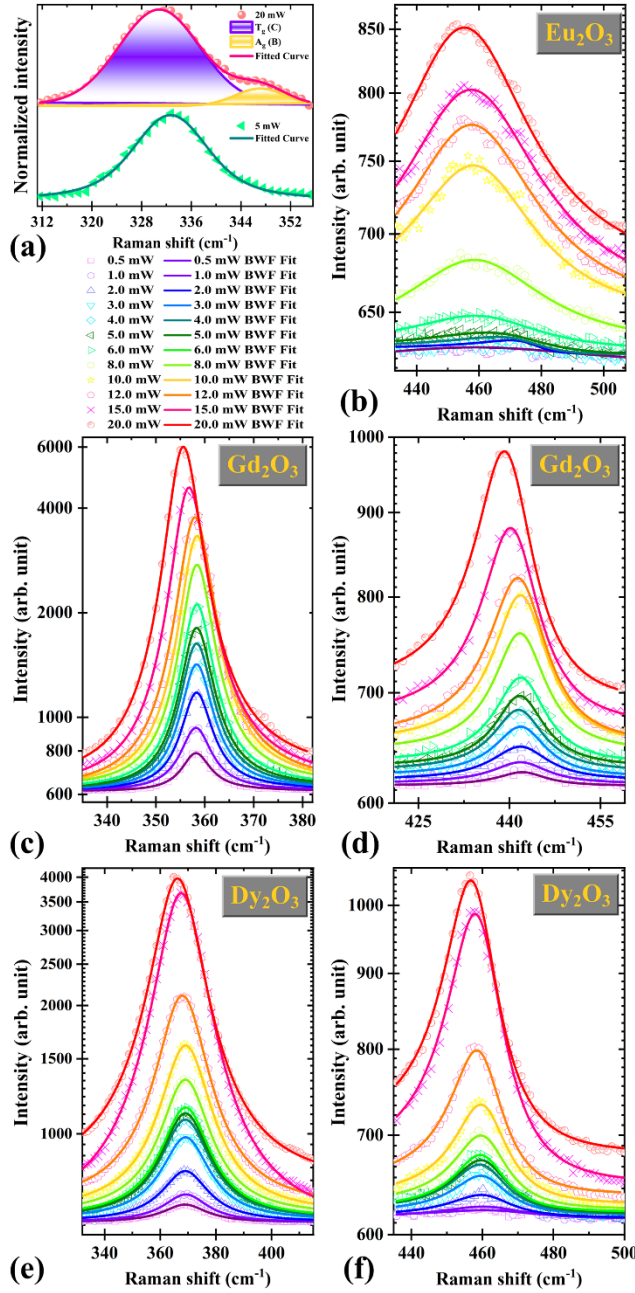 20 mW
T_g (C)
A_g (B)
Fitted Curve
5 mW
Fitted Curve
Normalized intensity
312 320 328 336 344 352
Raman shift (cm⁻¹)
(a)
0.5 mW 0.5 mW BWF Fit
1.0 mW 1.0 mW BWF Fit
2.0 mW 2.0 mW BWF Fit
3.0 mW 3.0 mW BWF Fit
4.0 mW 4.0 mW BWF Fit
5.0 mW 5.0 mW BWF Fit
6.0 mW 6.0 mW BWF Fit
8.0 mW 8.0 mW BWF Fit
10.0 mW 10.0 mW BWF Fit
12.0 mW 12.0 mW BWF Fit
15.0 mW 15.0 mW BWF Fit
20.0 mW 20.0 mW BWF Fit
Eu₂O₃
850
800
750
700
650
Intensity (arb. unit)
440 460 480 500
Raman shift (cm⁻¹)
(b)
Gd₂O₃
6000
4000
2000
1000
800
600
Intensity (arb. unit)
340 350 360 370 380
Raman shift (cm⁻¹)
(c)
Gd₂O₃
1000
900
800
700
600
Intensity (arb. unit)
425 440 455
Raman shift (cm⁻¹)
(d)
Dy₂O₃
4000
3500
3000
2500
2000
1500
1000
Intensity (arb. unit)
340 360 380 400
Raman shift (cm⁻¹)
(e)
Dy₂O₃
1000
900
800
700
600
Intensity (arb. unit)
440 460 480 500
Raman shift (cm⁻¹)
(f)